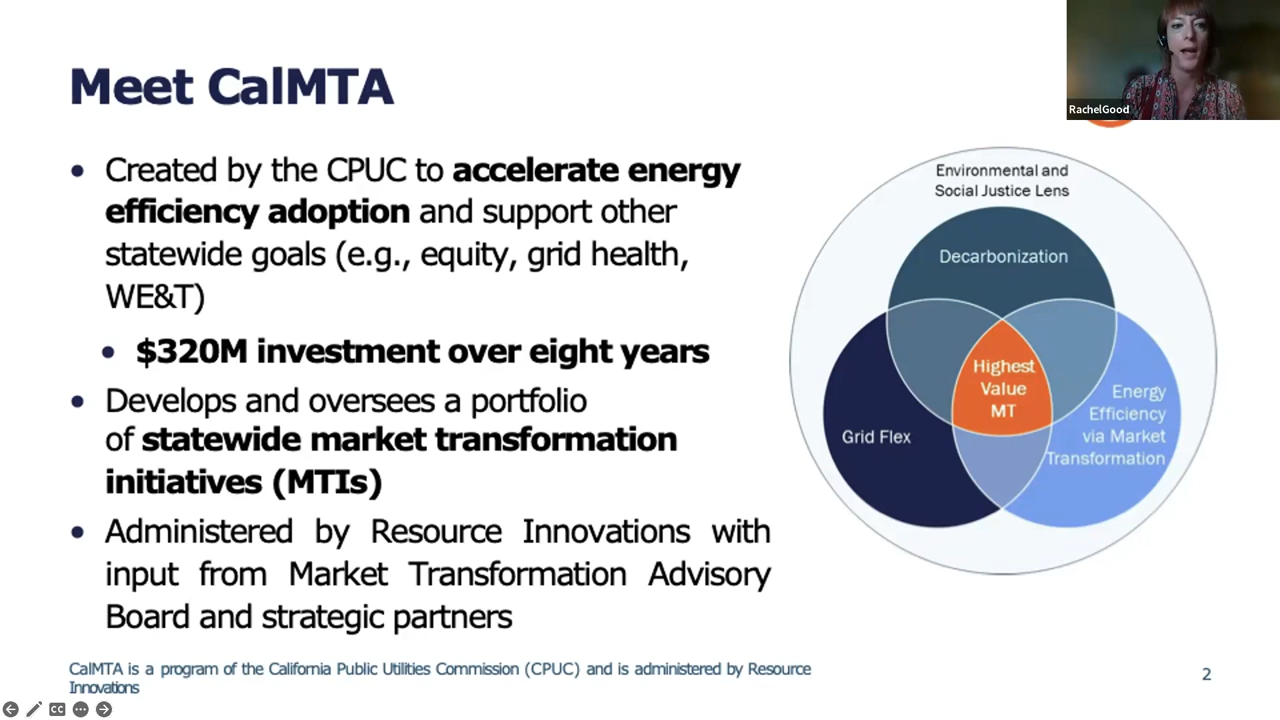 Meet CalMTA
RachelGood
• Created by the CPUC to accelerate energy
efficiency adoption and support other
statewide goals (e.g., equity, grid health,
WE&T)
• $320M investment over eight years
• Develops and oversees a portfolio
of statewide market transformation
initiatives (MTIs)
• Administered by Resource Innovations with
input from Market Transformation Advisory
Board and strategic partners
Environmental and
Social Justice Lens
Decarbonization
Highest
Value
MT
Grid Flex
Energy
Efficiency
via Market
Transformation
CalMTA is a program of the California Public Utilities Commission (CPUC) and is administered by Resource
Innovations
2
CC